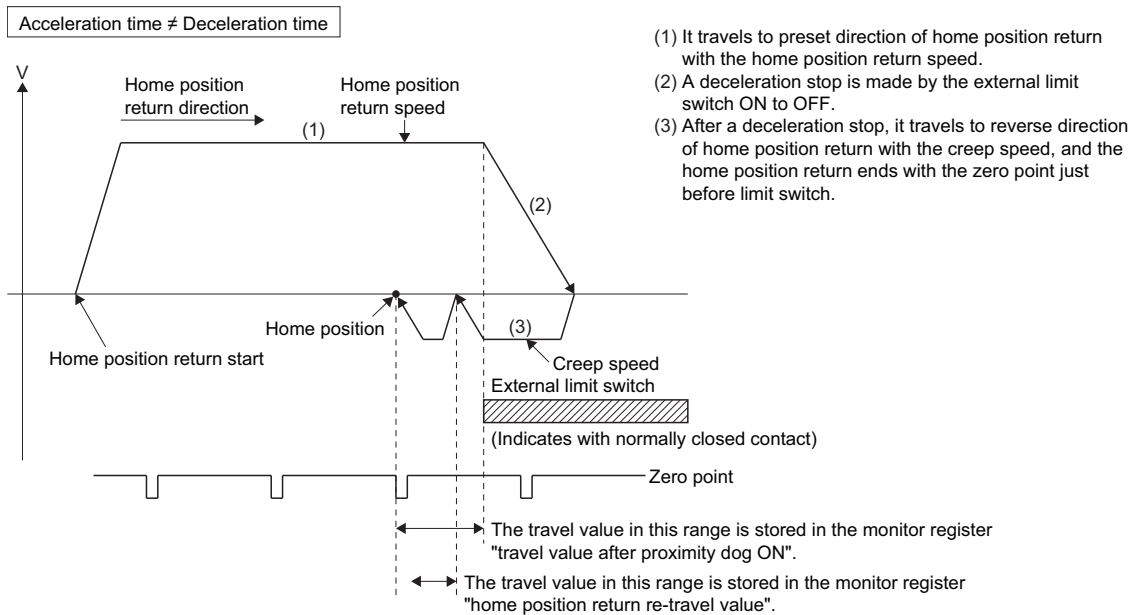 Acceleration time ≠ Deceleration time
V
Home position
return direction
Home position
return speed
(1)
(2)
Home position
(3)
Home position return start
Creep speed
External limit switch
(Indicates with normally closed contact)
Zero point
The travel value in this range is stored in the monitor register
"travel value after proximity dog ON".
The travel value in this range is stored in the monitor register
"home position return re-travel value".
(1) It travels to preset direction of home position return
with the home position return speed.
(2) A deceleration stop is made by the external limit
switch ON to OFF.
(3) After a deceleration stop, it travels to reverse direction
of home position return with the creep speed, and the
home position return ends with the zero point just
before limit switch.